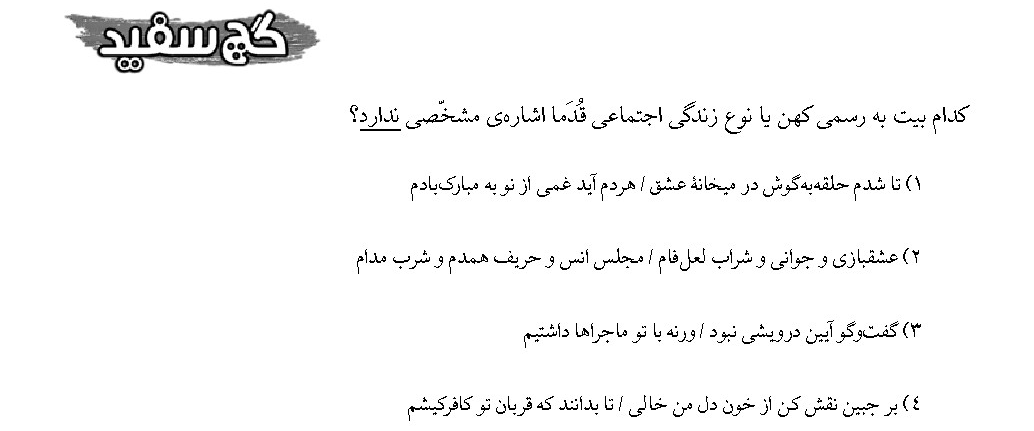 گچ سفید
کدام بیت به رسمی کهن یا نوع زندگی اجتماعی قُدَما اشاره‌ی مشخّصی ندارد؟
۱) تا شدم حلقه‌به‌گوش در میخانهٔ عشق / هردم آید غمی از نو به مبارک‌بادم
۲) عشقبازی و جوانی و شراب لعل‌فام / مجلس انس و حریف همدم و شرب مدام
۳) گفت‌وگو آیین درویشی نبود / ورنه با تو ماجراها داشتیم
٤) بر جبین نقش کن از خون دل من خالی / تا بدانند که قربان تو کافرکیشم